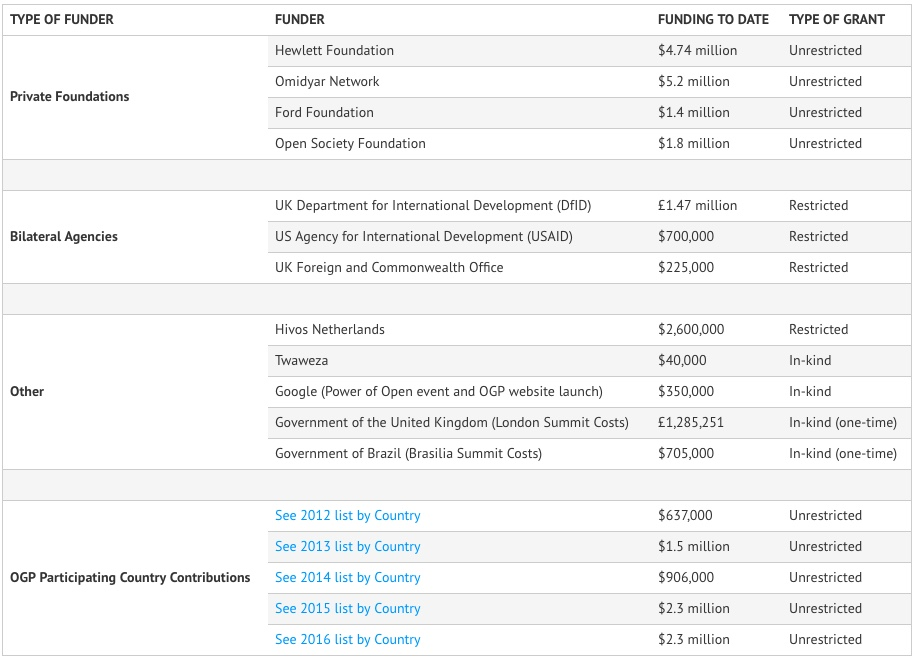 TYPE OF FUNDER FUNDER FUNDING TO DATE TYPE OF GRANT
Private Foundations
Hewlett Foundation $4.74 million Unrestricted
Omidyar Network $5.2 million Unrestricted
Ford Foundation $1.4 million Unrestricted
Open Society Foundation $1.8 million Unrestricted
Bilateral Agencies
UK Department for International Development (DfID) £1.47 million Restricted
US Agency for International Development (USAID) $700,000 Restricted
UK Foreign and Commonwealth Office $225,000 Restricted
Other
Hivos Netherlands $2,600,000 Restricted
Twaweza $40,000 In-kind
Google (Power of Open event and OGP website launch) $350,000 In-kind
Government of the United Kingdom (London Summit Costs) £1,285,251 In-kind (one-time)
Government of Brazil (Brasilia Summit Costs) $705,000 In-kind (one-time)
OGP Participating Country Contributions
See 2012 list by Country $637,000 Unrestricted
See 2013 list by Country $1.5 million Unrestricted
See 2014 list by Country $906,000 Unrestricted
See 2015 list by Country $2.3 million Unrestricted
See 2016 list by Country $2.3 million Unrestricted